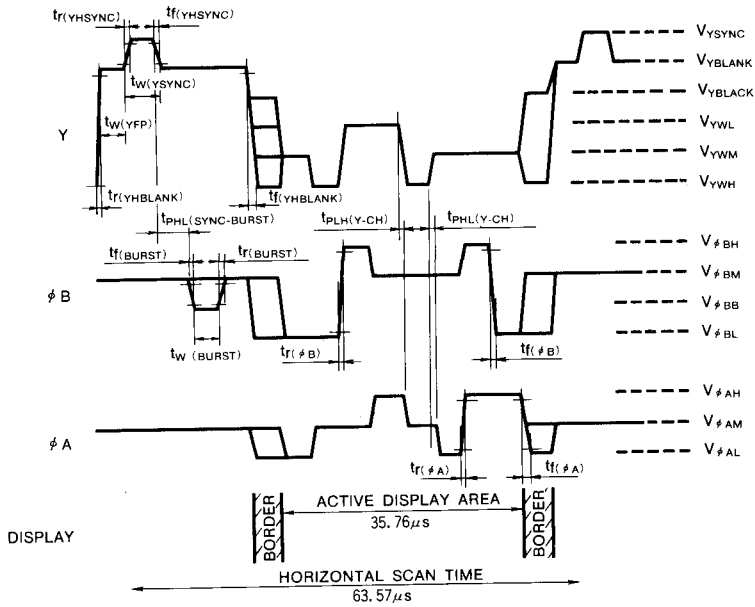 tr(YHSYNC) tf(YHSYNC)
tw(YSYNC)
tw(YFP)
Y
tr(YHBLANK) tf(YHBLANK)
tPHL(SYNC-BURST) tPLH(Y-CH) tPHL(Y-CH)
VYSYNC
VYBLANK
VYBLACK
VYWL
VYWM
VYWH
tf(BURST) tr(BURST)
φB
tw(BURST) tr(φB) tf(φB)
VφBH
VφBM
VφBB
VφBL
φA
tr(φA) tf(φA)
VφAH
VφAM
VφAL
DISPLAY
BORDER
ACTIVE DISPLAY AREA
35.76μs
BORDER
HORIZONTAL SCAN TIME
63.57μs